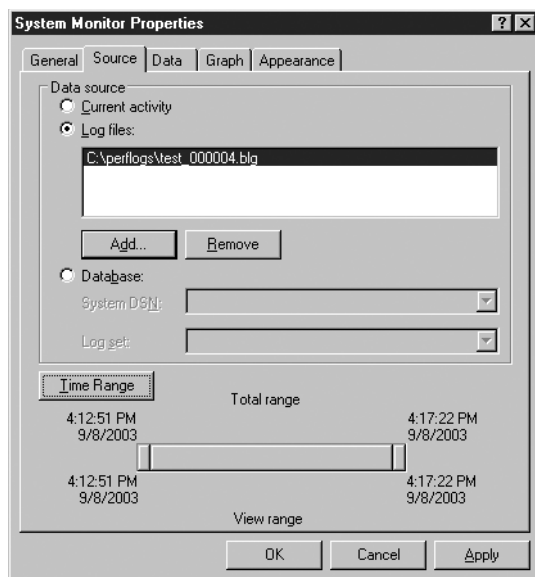 System Monitor Properties
General Source Data Graph Appearance
Data source
Current activity
Log files:
C:\perflogs\test_000004.blg
Add... Remove
Database:
System DSN:
Log set:
Time Range
Total range
4:12:51 PM 4:17:22 PM
9/8/2003 9/8/2003
4:12:51 PM 4:17:22 PM
9/8/2003 9/8/2003
View range
OK Cancel Apply